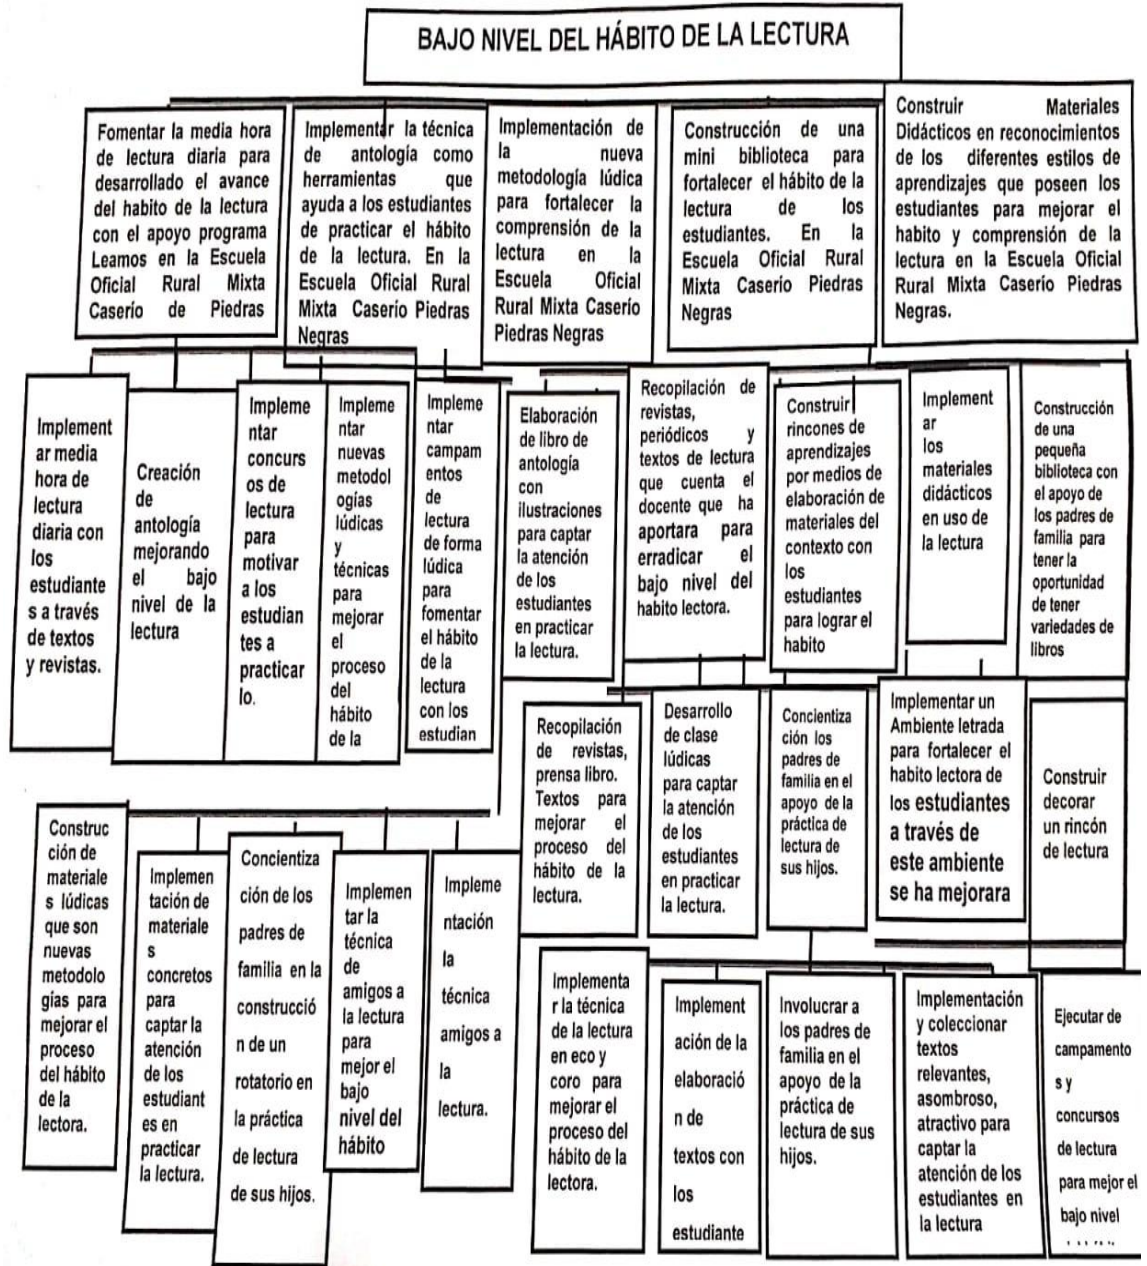 BAJO NIVEL DEL HÁBITO DE LA LECTURA
Fomentar la media hora
de lectura diaria para
desarrollado el avance
del habito de la lectura
con el apoyo programa
Leamos en la Escuela
Oficial Rural Mixta
Caserío de Piedras
Implementar la técnica
de antología como
herramientas que
ayuda a los estudiantes
de practicar el hábito
de la lectura. En la
Escuela Oficial Rural
Mixta Caserío Piedras
Negras
Implementación de
la nueva
metodología lúdica
para fortalecer la
comprensión de la
lectura en la
Escuela Oficial
Rural Mixta Caserío
Piedras Negras
Construcción de una
mini biblioteca para
fortalecer el hábito de la
lectura de los
estudiantes. En la
Escuela Oficial Rural
Mixta Caserío Piedras
Negras
Construir Materiales
Didácticos en reconocimientos
de los diferentes estilos de
aprendizajes que poseen los
estudiantes para mejorar el
habito y comprensión de la
lectura en la Escuela Oficial
Rural Mixta Caserío Piedras
Negras.
Implement
ar media
hora de
lectura
diaria con
los
estudiante
s a través
de textos
y revistas.
Creación
de
antología
mejorando
el bajo
nivel de la
lectura
Impleme
ntar
concurs
os de
lectura
para
motivar
a los
estudian
tes a
practicar
lo.
Impleme
ntar
nuevas
metodol
ogías
lúdicas
y
técnicas
para
mejorar
el
proceso
del
hábito
de la
Impleme
ntar
campam
entos
de
lectura
de forma
lúdica
para
fomentar
el hábito
de la
lectura
con los
estudian
Elaboración
de libro de
antología
con
ilustraciones
para captar
la atención
de los
estudiantes
en practicar
la lectura.
Recopilación de
revistas,
periódicos y
textos de lectura
que cuenta el
docente que ha
aportara para
erradicar el
bajo nivel del
habito lectora.
Construir
rincones de
aprendizajes
por medios de
elaboración de
materiales del
contexto con
los
estudiantes
para lograr el
habito
Implement
ar
los
materiales
didácticos
en uso de
la lectura
Construcción
de una
pequeña
biblioteca con
el apoyo de
los padres de
familia para
tener la
oportunidad
de tener
variedades de
libros
Recopilación
de revistas,
prensa libro.
Textos para
mejorar el
proceso del
hábito de la
lectura.
Desarrollo
de clase
lúdicas
para captar
la atención
de los
estudiantes
en practicar
la lectura.
Concientiza
ción los
padres de
familia en el
apoyo de la
práctica de
lectura de
sus hijos.
Implementar un
Ambiente letrada
para fortalecer el
habito lectora de
los estudiantes
a través de
este ambiente
se ha mejorara
Construir
decorar
un rincón
de lectura
Construc
ción de
materiale
s lúdicas
que son
nuevas
metodolo
gías para
mejorar el
proceso
del hábito
de la
lectora.
Implemen
tación de
materiale
s
concretos
para
captar la
atención
de los
estudiant
es en
practicar
la lectura.
Concientiza
ción de los
padres de
familia en la
construcció
n de un
rotatorio en
la práctica
de lectura
de sus hijos.
Implemen
tar la
técnica
de
amigos a
la lectura
para
mejor el
bajo
nivel del
hábito
Impleme
ntación
la
técnica
amigos a
la
lectura.
Implementa
r la técnica
de la lectura
en eco y
coro para
mejorar el
proceso del
hábito de la
lectora.
Implement
ación de la
elaboració
n de
textos con
los
estudiante
Involucrar a
los padres de
familia en el
apoyo de la
práctica de
lectura de sus
hijos.
Implementación
y coleccionar
textos
relevantes,
asombroso,
atractivo para
captar la
atención de los
estudiantes en
la lectura
Ejecutar de
campamento
s y
concursos
de lectura
para mejor el
bajo nivel